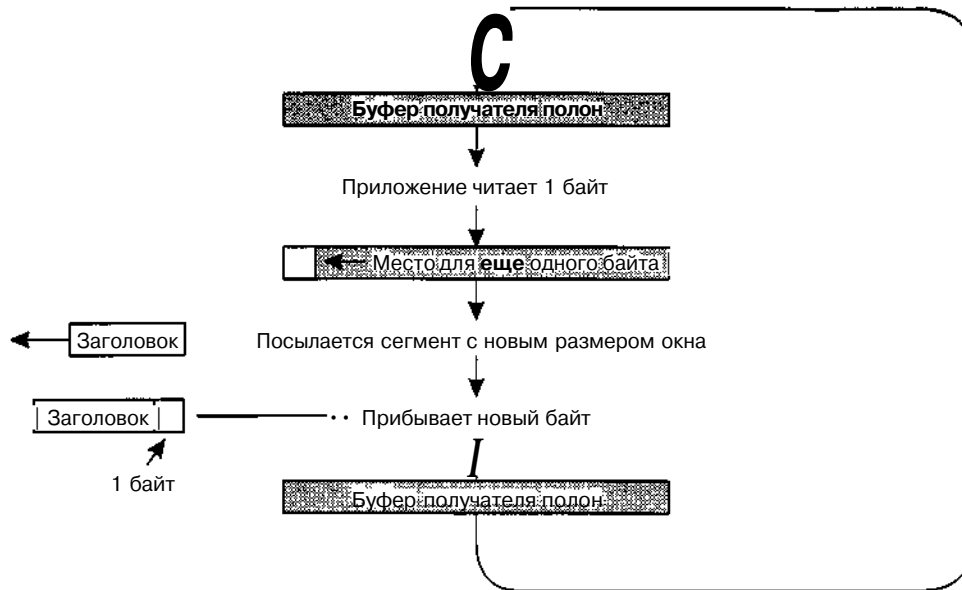 Буфер получателя полон
Приложение читает 1 байт
Место для еще одного байта
Заголовок
Посылается сегмент с новым размером окна
Заголовок
Прибывает новый байт
1 байт
Буфер получателя полон